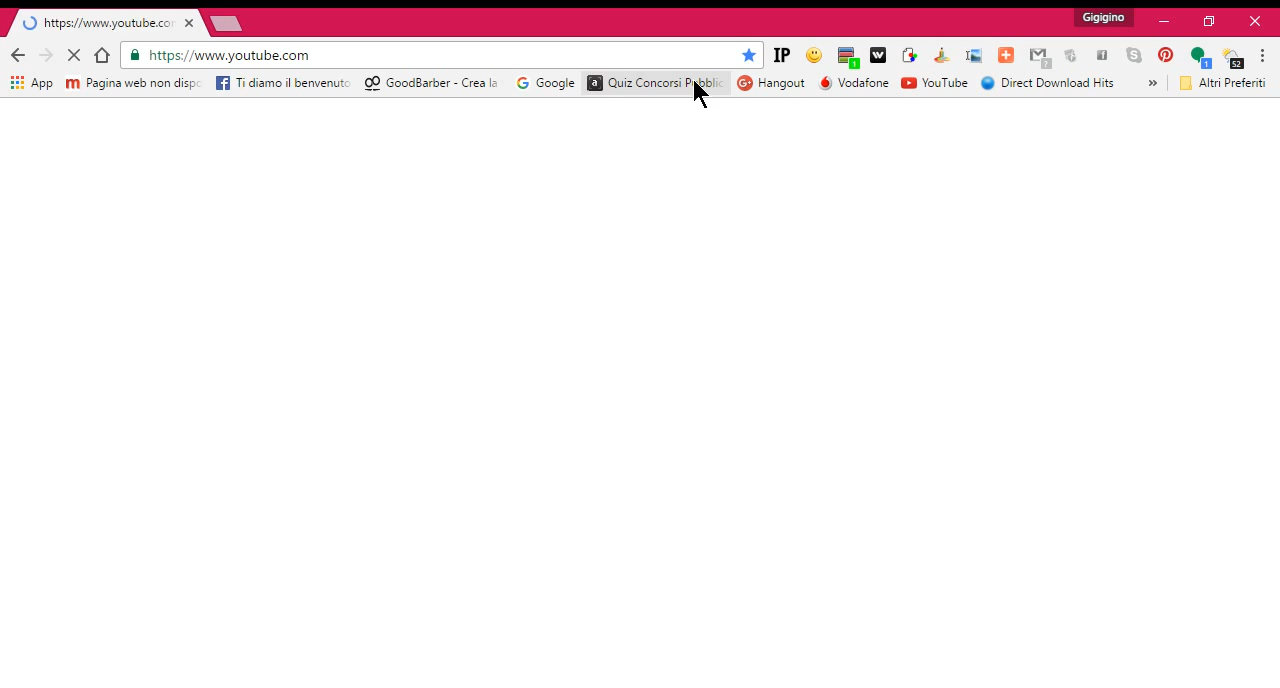 https://www.youtube.cor
Gigigino
https://www.youtube.com
IP
App
Pagina web non dispo
Ti diamo il benvenuto
GoodBarber - Crea la
Google
Quiz Concorsi Pubblic
Hangout
Vodafone
YouTube
Direct Download Hits
»
Altri Preferiti